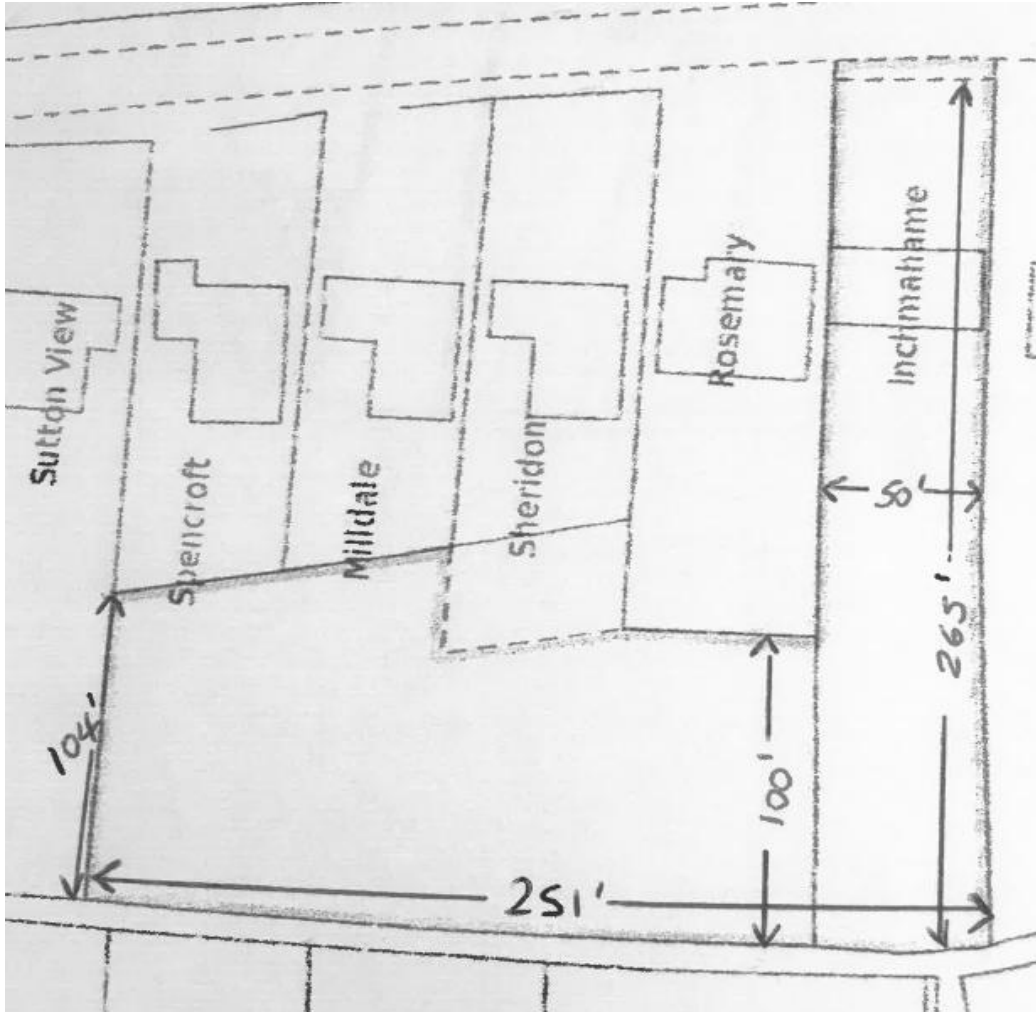 Sutton View
Spencroft
Milldale
Sheridon
Rosemary
Inchmahame
50'
265'
104'
100'
251'